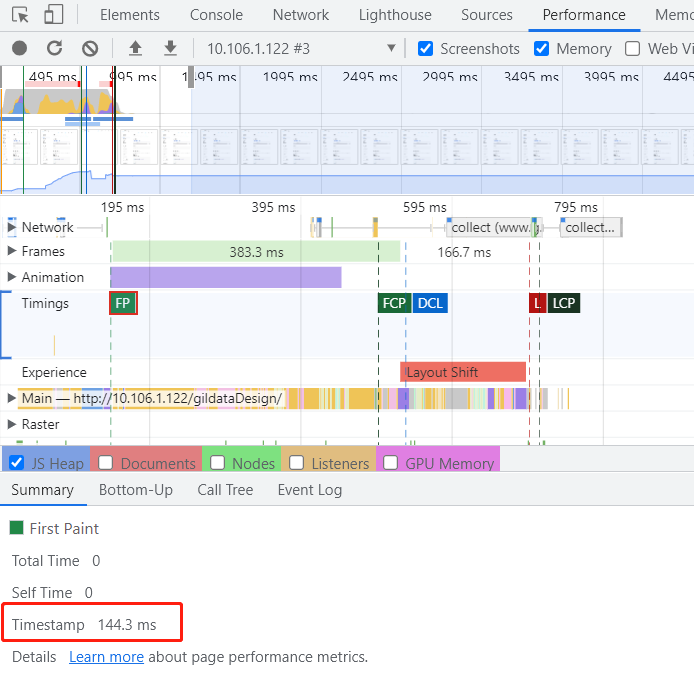 Elements Console Network Lighthouse Sources Performance Memo
10.106.1.122 #3 Screenshots Memory Web Vi
495 ms 995 ms 1495 ms 1995 ms 2495 ms 2995 ms 3495 ms 3995 ms 4495
195 ms 395 ms 595 ms 795 ms
Network collect (www.g collect...
Frames 383.3 ms 166.7 ms
Animation
Timings FP FCP DCL L LCP
Experience Layout Shift
Main — http://10.106.1.122/gildataDesign/
Raster
JS Heap Documents Nodes Listeners GPU Memory
Summary Bottom-Up Call Tree Event Log
First Paint
Total Time 0
Self Time 0
Timestamp 144.3 ms
Details Learn more about page performance metrics.